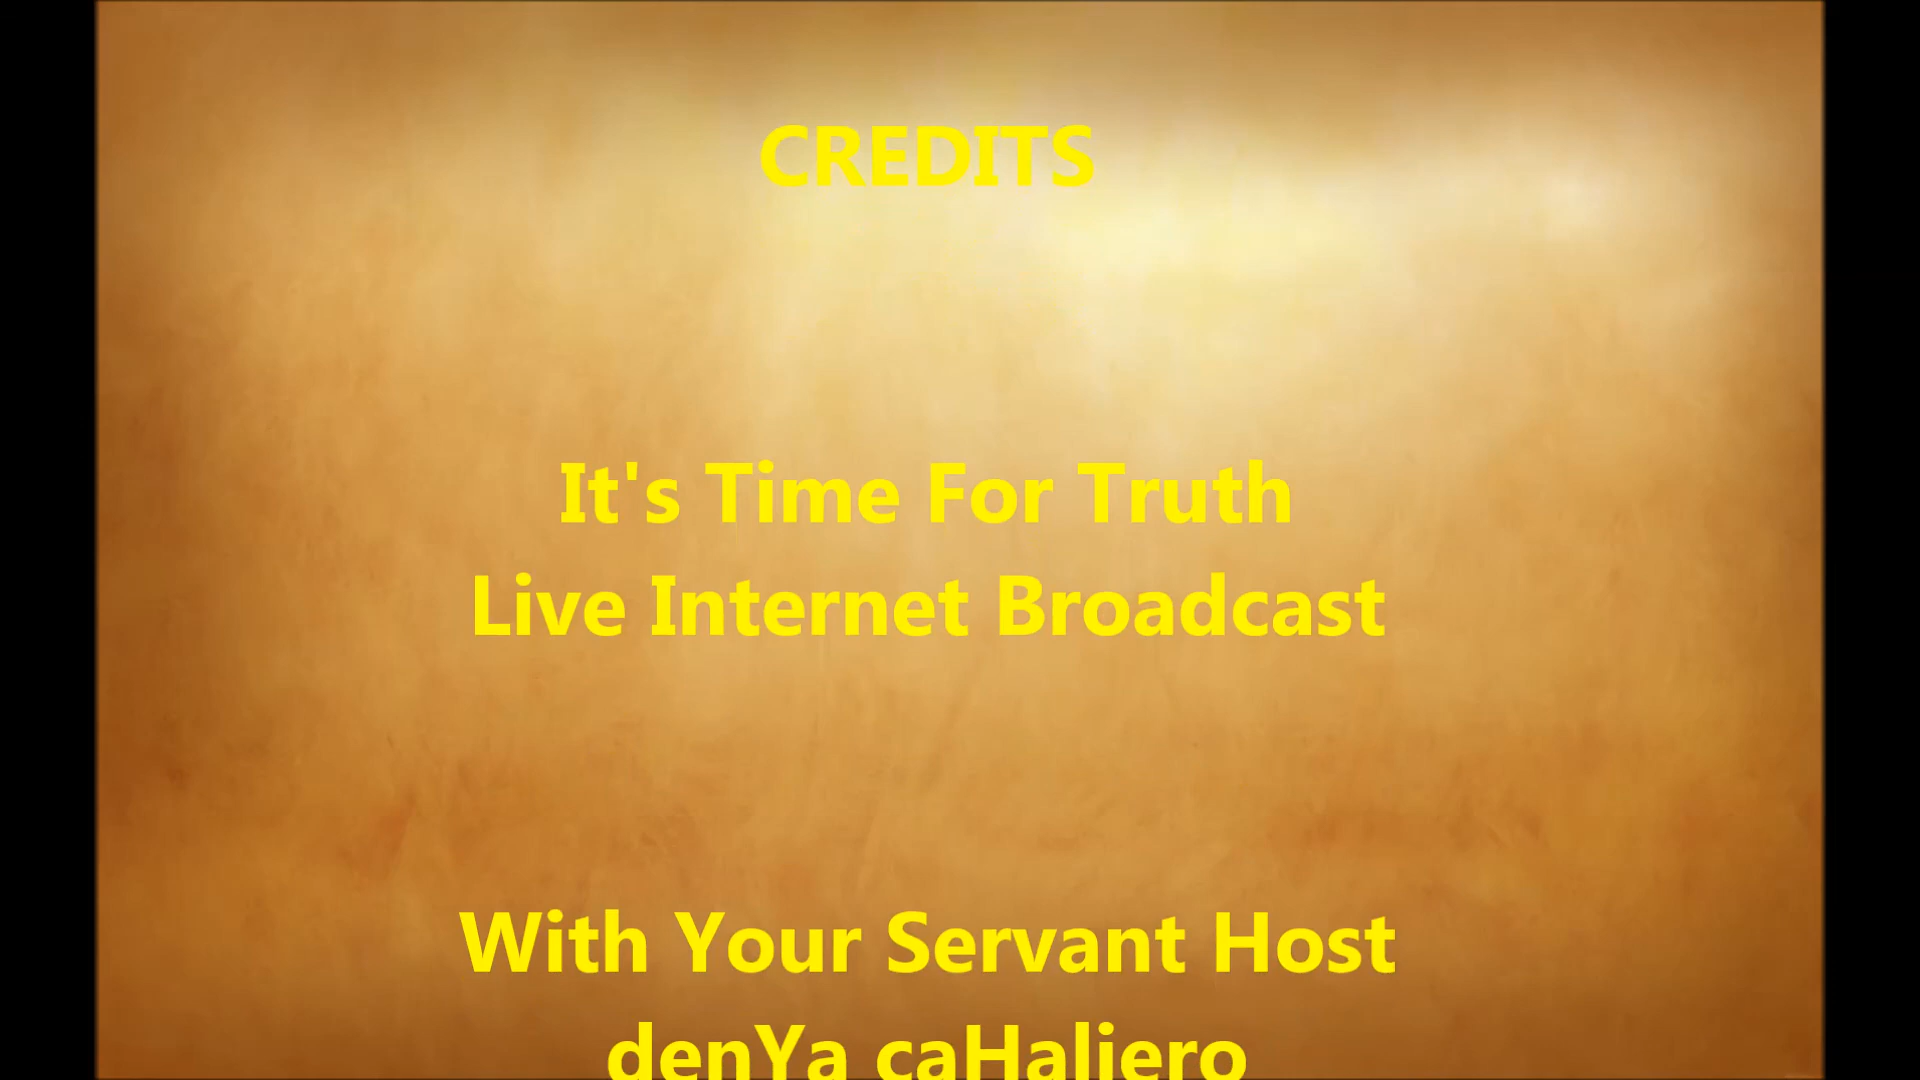 CREDITS
It's Time For Truth
Live Internet Broadcast
With Your Servant Host
denYa caHaliero